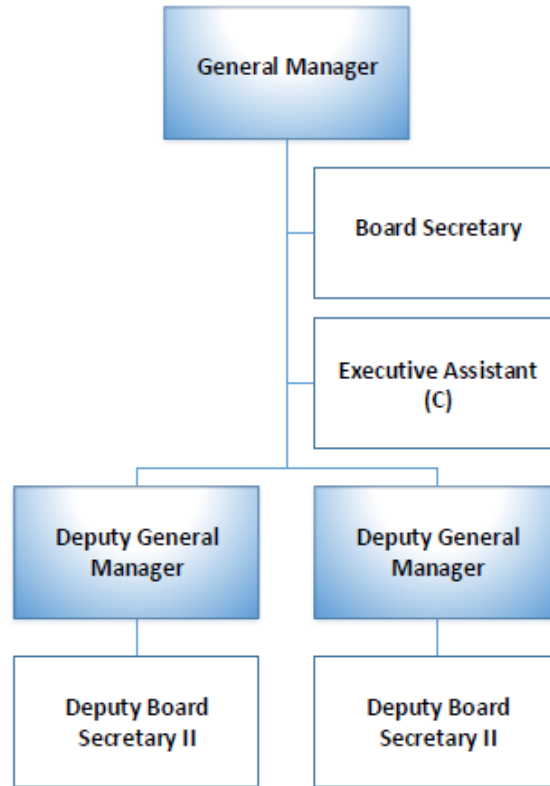 General Manager
Board Secretary
Executive Assistant
(C)
Deputy General
Manager
Deputy General
Manager
Deputy Board
Secretary II
Deputy Board
Secretary II